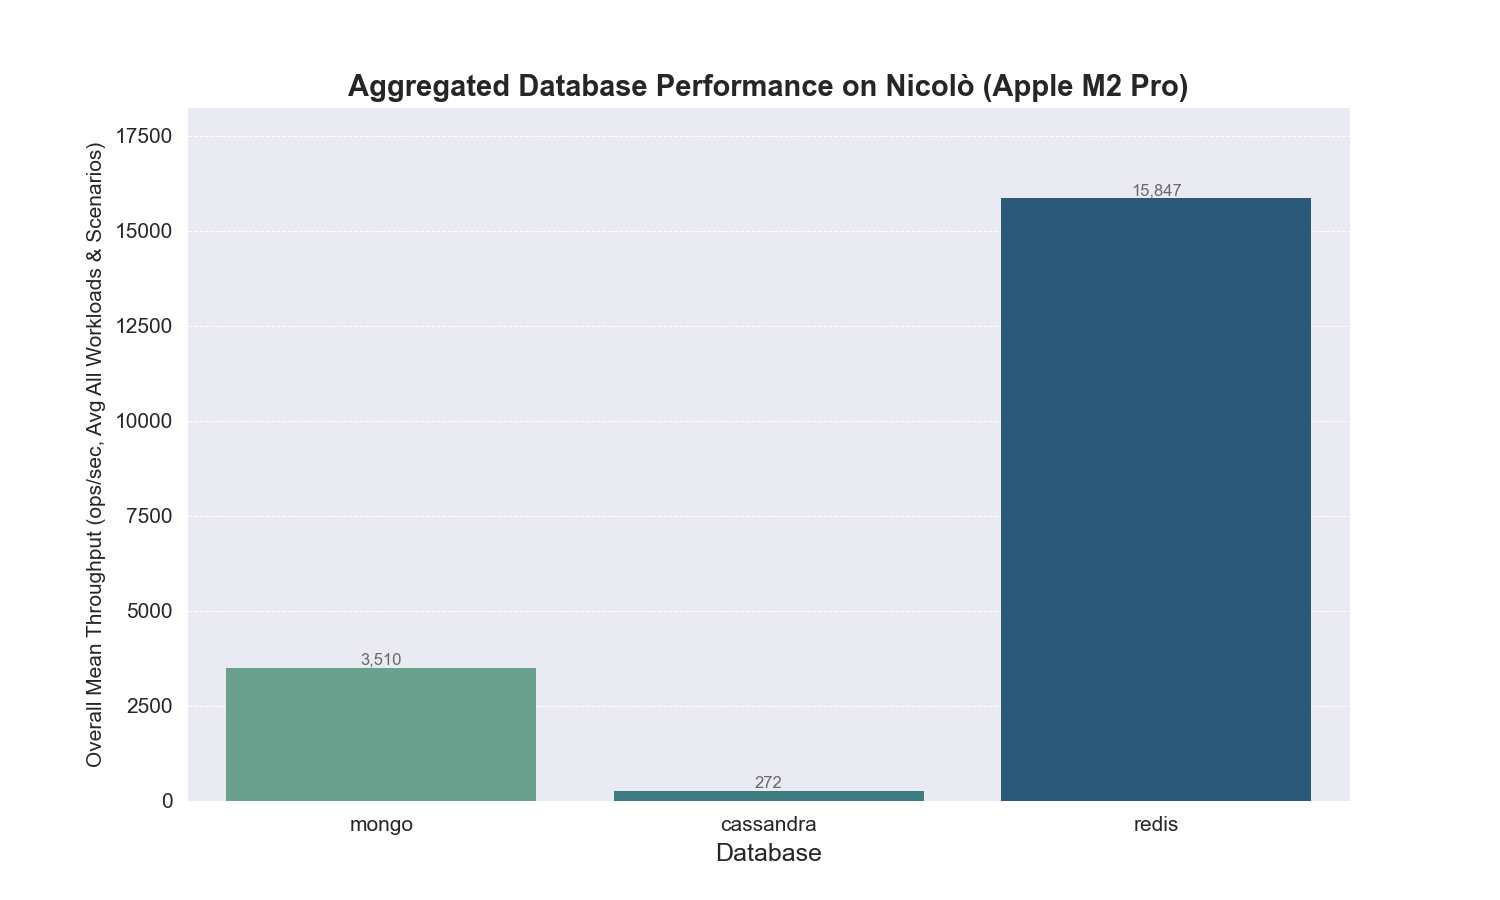 Aggregated Database Performance on Nicolò (Apple M2 Pro)
Overall Mean Throughput (ops/sec, Avg All Workloads & Scenarios)
17500
15000
12500
10000
7500
5000
2500
0
3,510
272
15,847
mongo
cassandra
redis
Database